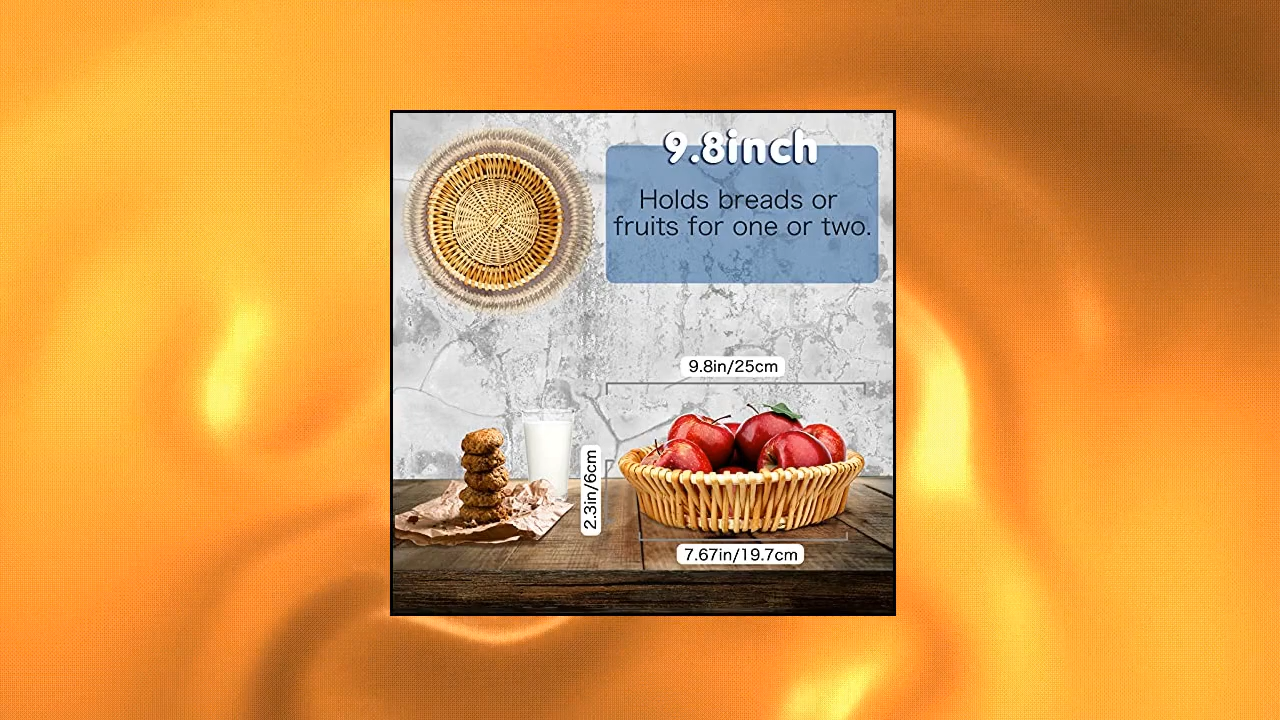 9.8inch
Holds breads or
fruits for one or two.
9.8in/25cm
2.3in/6cm
7.67in/19.7cm